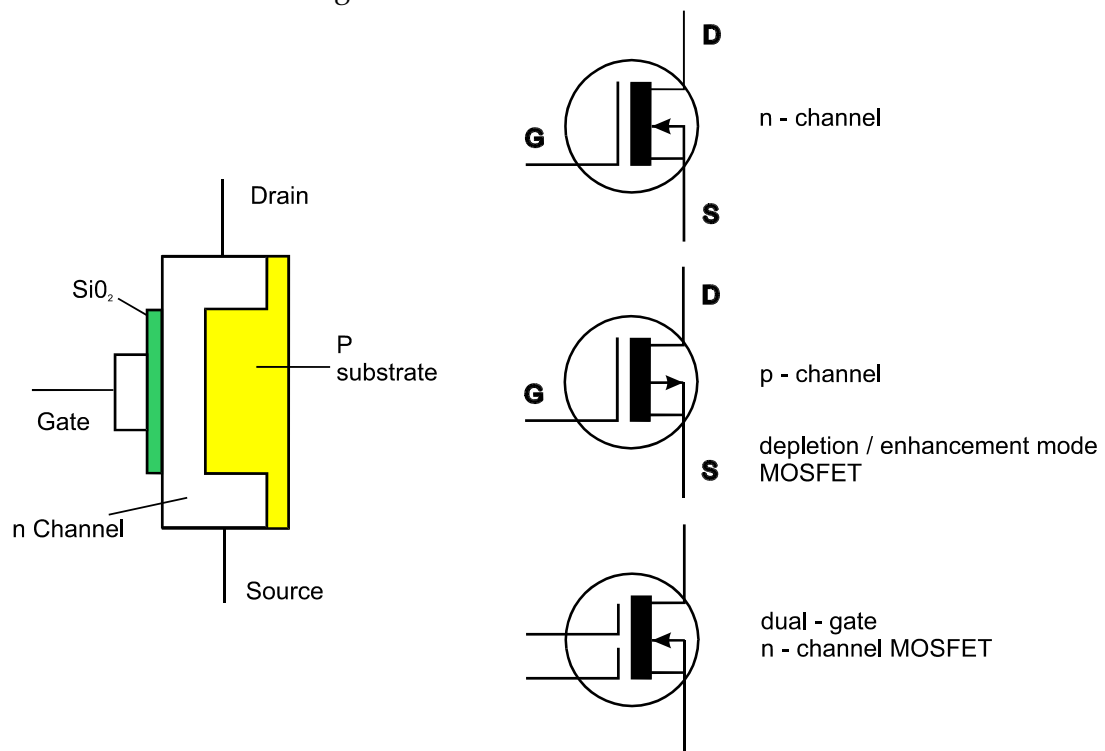 g
Drain
Si0₂
P
substrate
Gate
n Channel
Source
D
n - channel
G
S
D
p - channel
G
depletion / enhancement mode
MOSFET
S
dual - gate
n - channel MOSFET